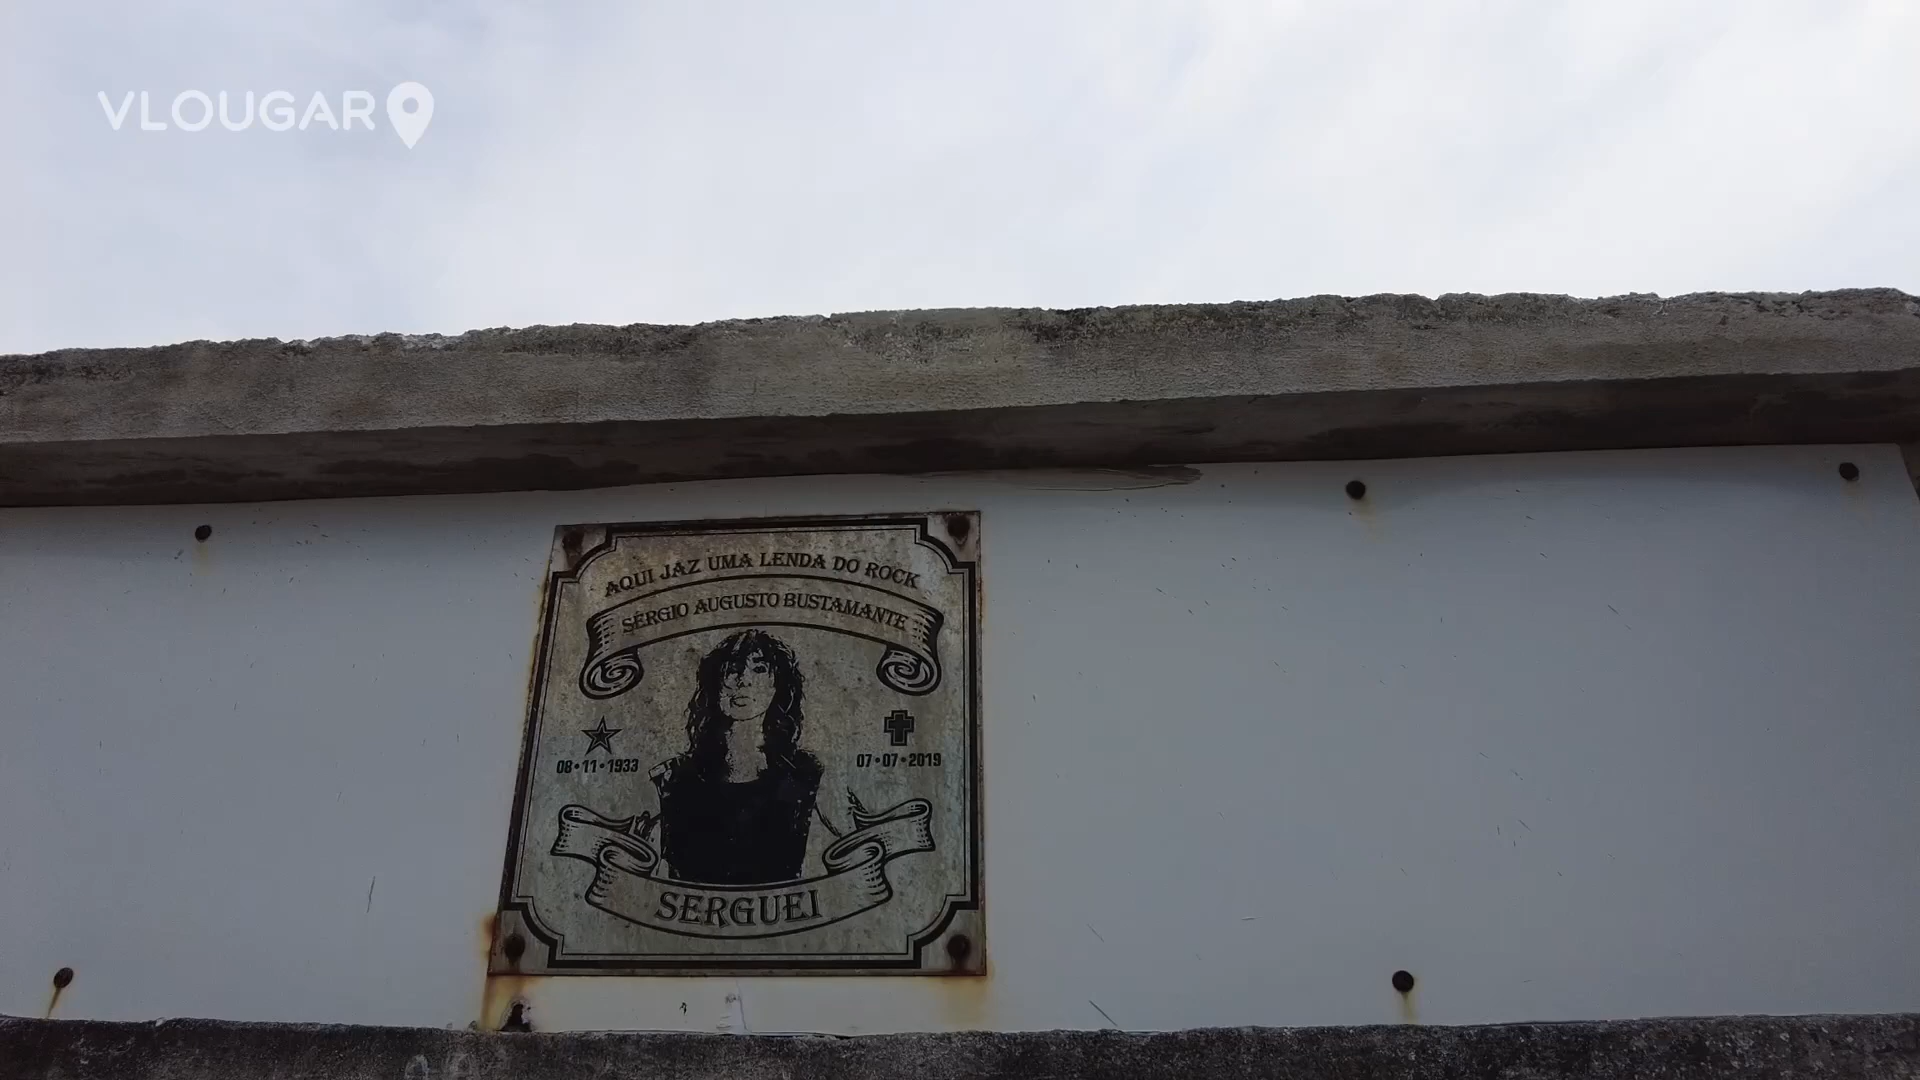 VLOUGAR
AQUI JAZ UMA LENDA DO ROCK
SÉRGIO AUGUSTO BUSTAMANTE
08•11•1933
07•07•2019
SERGUEI